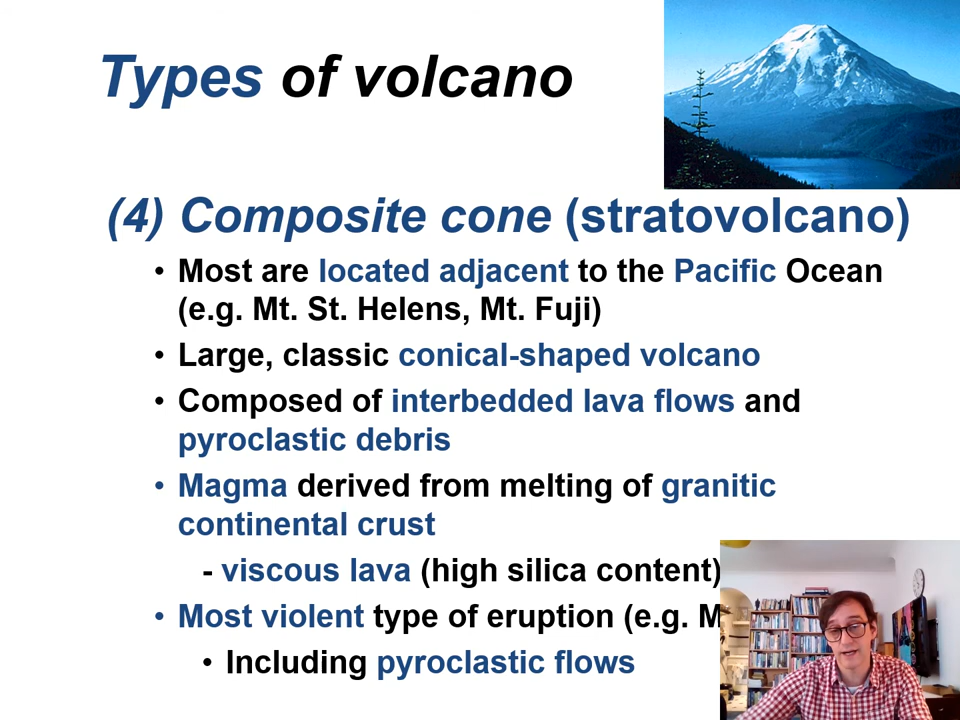 Types of volcano
(4) Composite cone (stratovolcano)
• Most are located adjacent to the Pacific Ocean
(e.g. Mt. St. Helens, Mt. Fuji)
• Large, classic conical-shaped volcano
• Composed of interbedded lava flows and
pyroclastic debris
• Magma derived from melting of granitic
continental crust
- viscous lava (high silica content)
• Most violent type of eruption (e.g. M
• Including pyroclastic flows